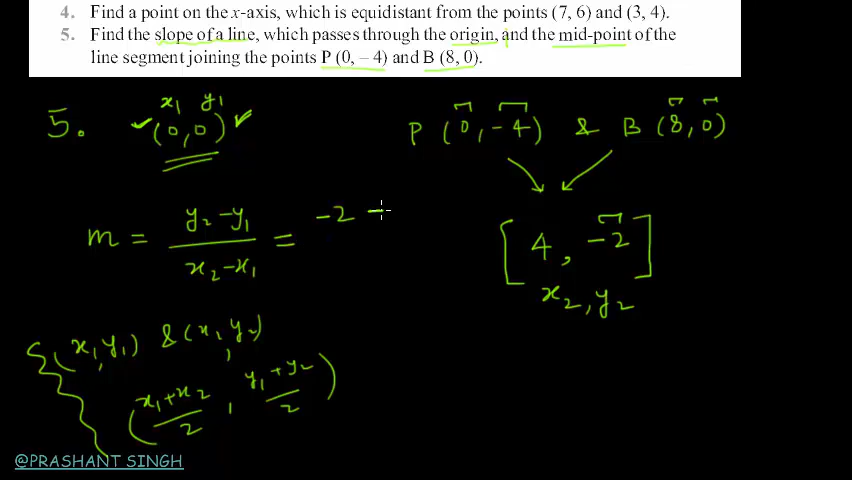 4. Find a point on the x-axis, which is equidistant from the points (7, 6) and (3, 4).
5. Find the slope of a line, which passes through the origin, and the mid-point of the
line segment joining the points P (0, – 4) and B (8, 0).
x₁ y₁
5. (0,0) P (0, -4) & B (8, 0)
m = y₂ - y₁ / x₂ - x₁ = -2 -
[4, -2]
x₂, y₂
(x₁, y₁) & (x₂, y₂)
(x₁ + x₂ / 2, y₁ + y₂ / 2)
@PRASHANT SINGH